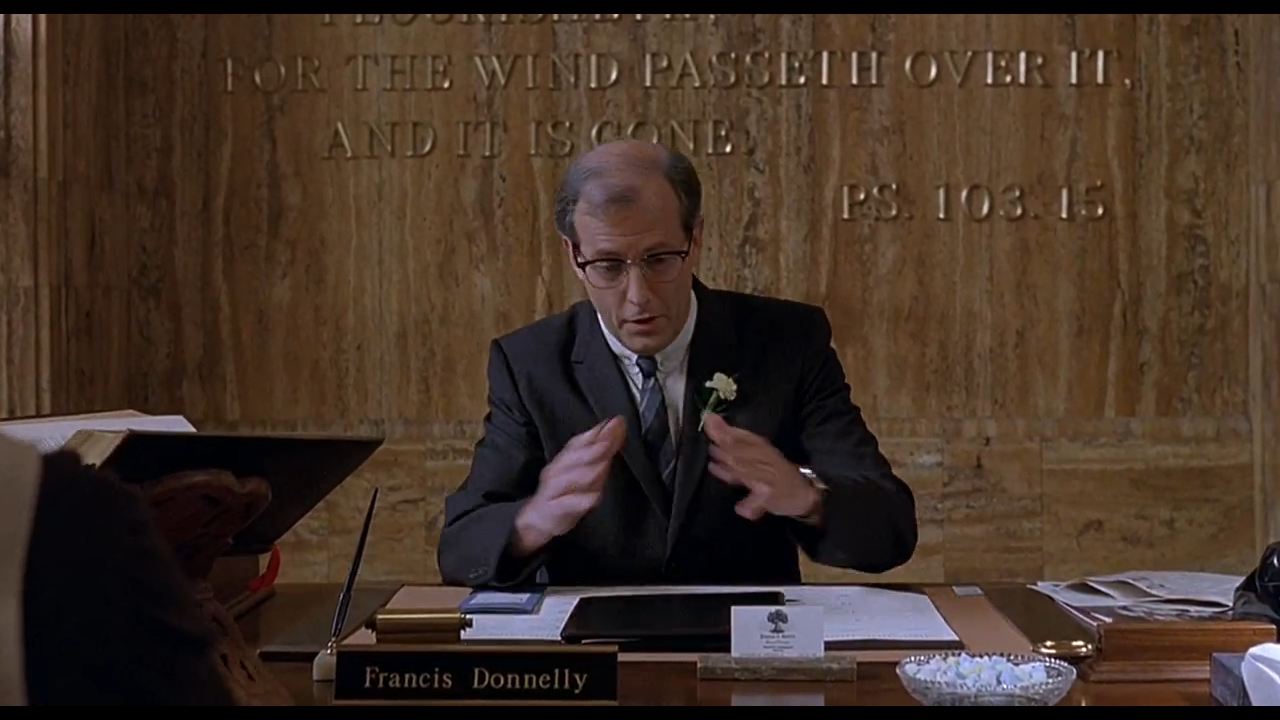 FOR THE WIND PASSETH OVER IT,
AND IT IS GONE:
PS. 103. 15
Francis Donnelly